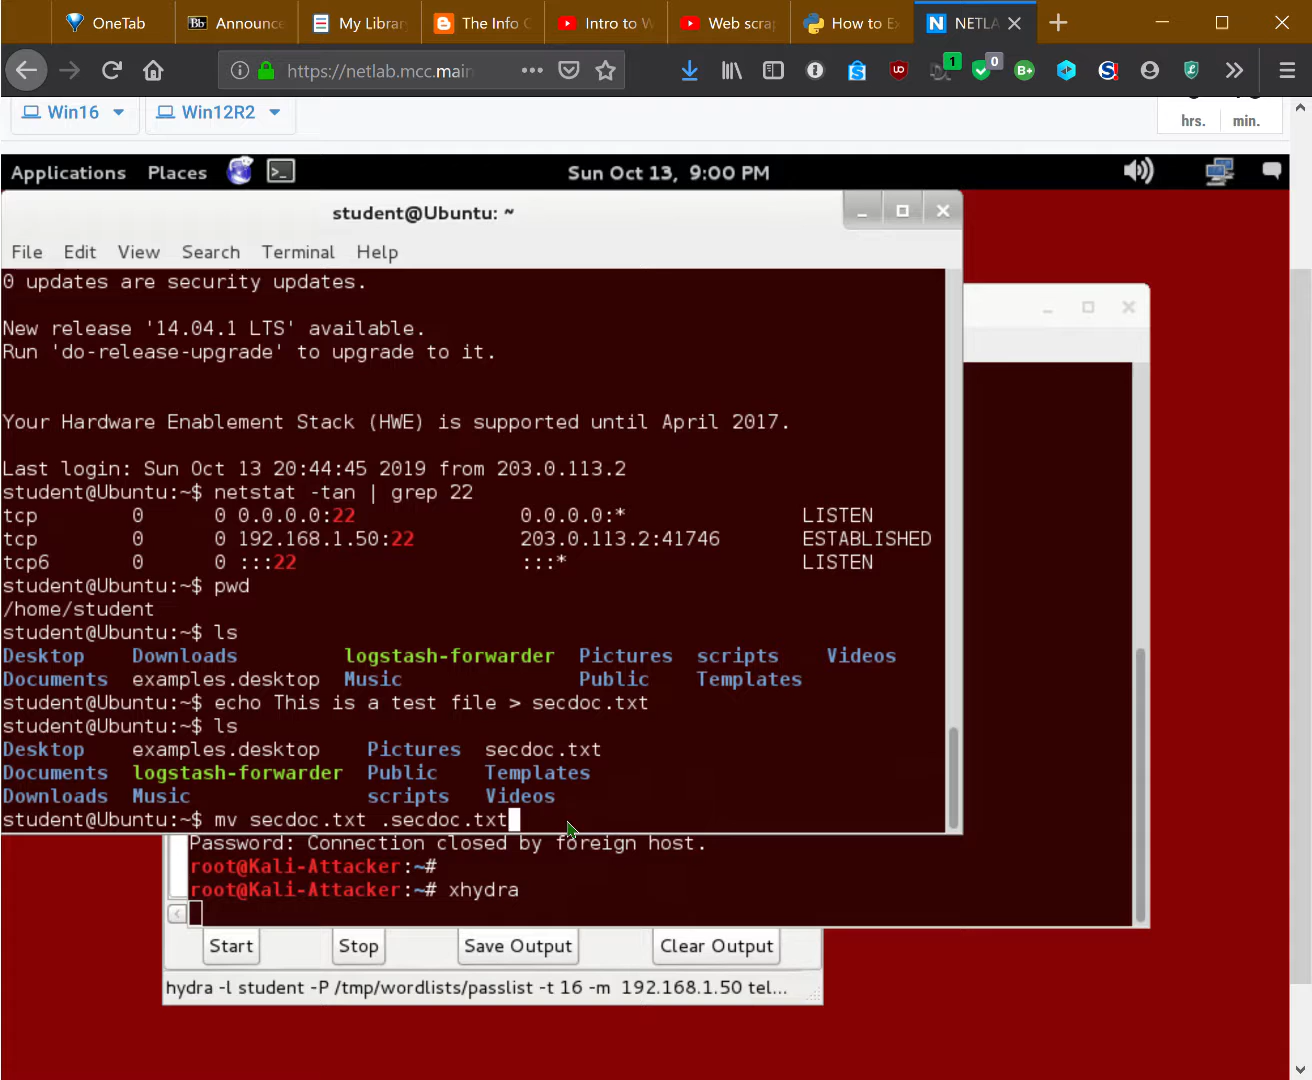 OneTab
Announce
My Library
The Info
Intro to W
Web scrap
How to Ex
NETLA
https://netlab.mcc.main
Win16
Win12R2
hrs.
min.
Applications Places
Sun Oct 13, 9:00 PM
student@Ubuntu: ~
File Edit View Search Terminal Help
0 updates are security updates.
New release '14.04.1 LTS' available.
Run 'do-release-upgrade' to upgrade to it.
Your Hardware Enablement Stack (HWE) is supported until April 2017.
Last login: Sun Oct 13 20:44:45 2019 from 203.0.113.2
student@Ubuntu:~$ netstat -tan | grep 22
tcp 0 0 0.0.0.0:22 0.0.0.0:* LISTEN
tcp 0 0 192.168.1.50:22 203.0.113.2:41746 ESTABLISHED
tcp6 0 0 :::22 :::* LISTEN
student@Ubuntu:~$ pwd
/home/student
student@Ubuntu:~$ ls
Desktop Downloads logstash-forwarder Pictures scripts Videos
Documents examples.desktop Music Public Templates
student@Ubuntu:~$ echo This is a test file > secdoc.txt
student@Ubuntu:~$ ls
Desktop examples.desktop Pictures secdoc.txt
Documents logstash-forwarder Public Templates
Downloads Music scripts Videos
student@Ubuntu:~$ mv secdoc.txt .secdoc.txt
Password: Connection closed by foreign host.
root@Kali-Attacker:~#
root@Kali-Attacker:~# xhydra
Start Stop Save Output Clear Output
hydra -l student -P /tmp/wordlists/passlist -t 16 -m 192.168.1.50 tel...